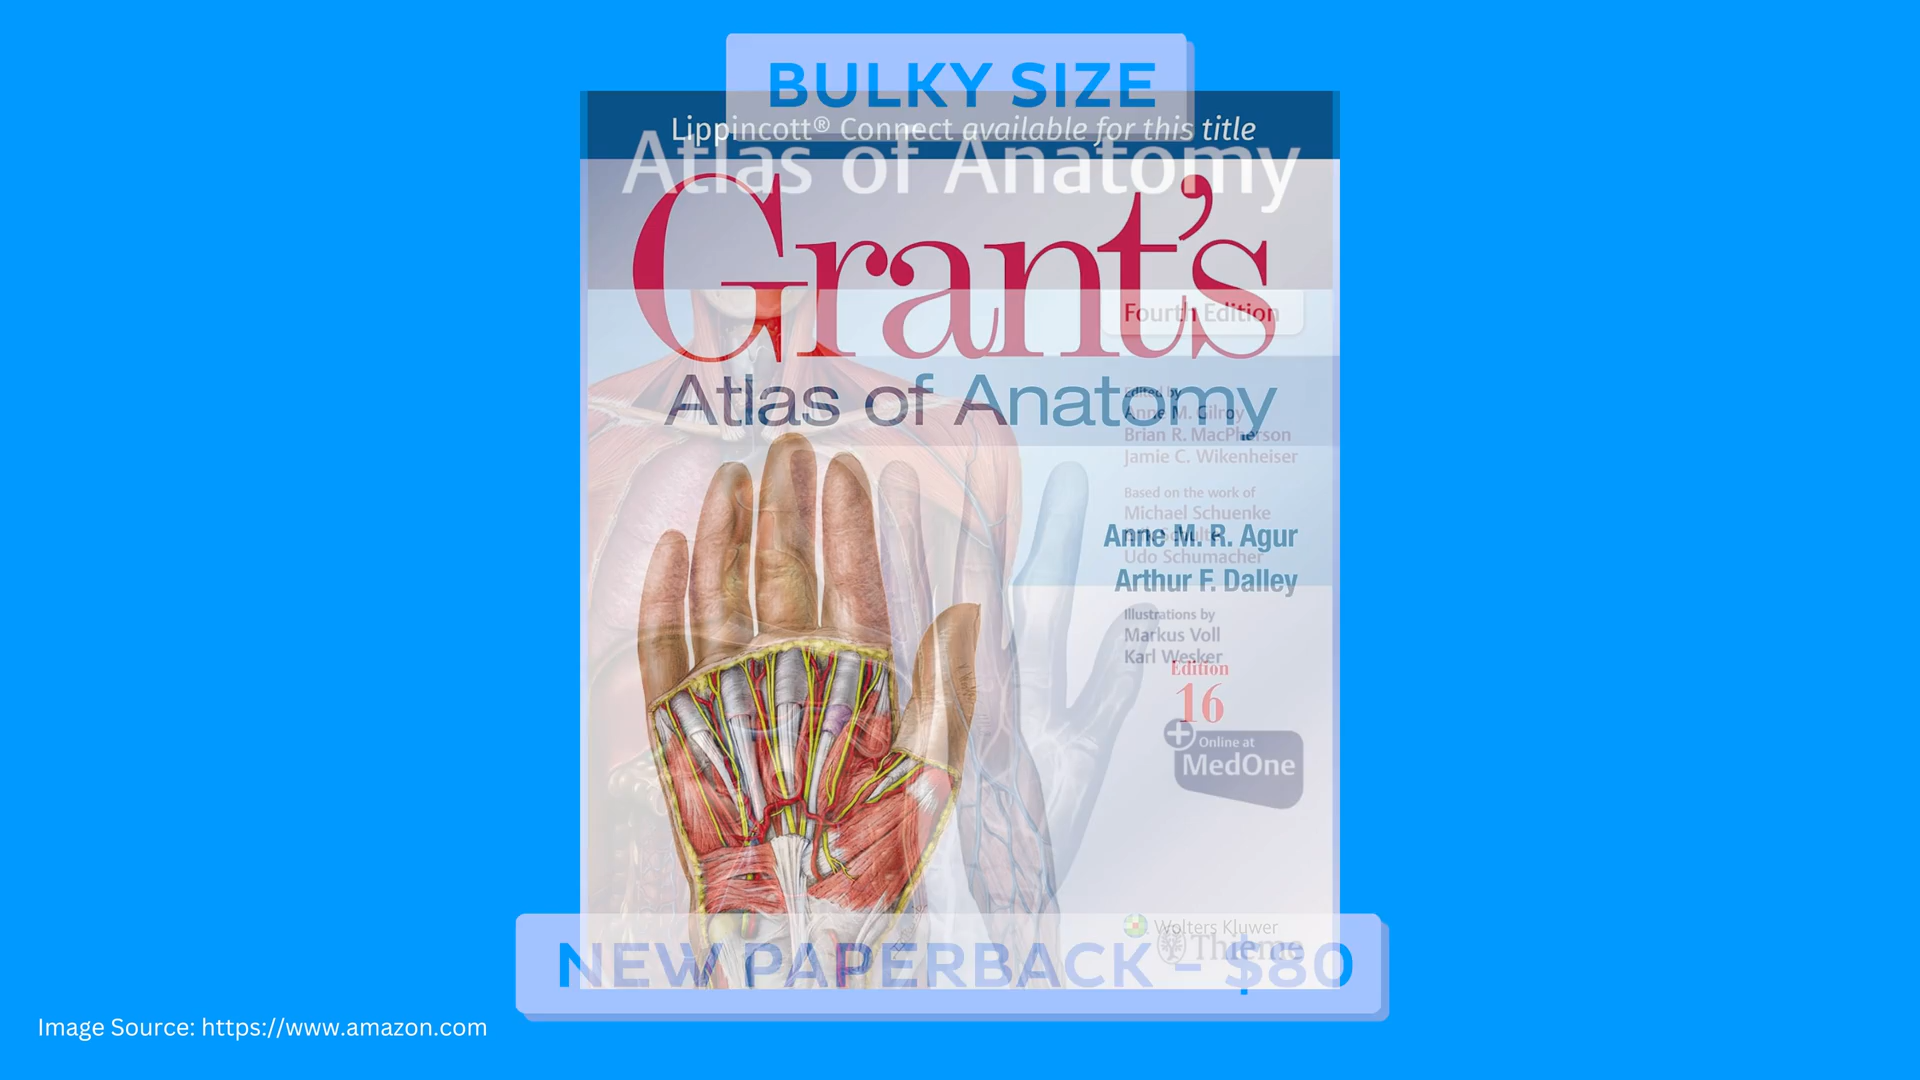 BULKY SIZE
Lippincott® Connect available for this title
Atlas of Anatomy
Grant's
Fourth Edition
Atlas of Anatomy
Edited by
Anne M. Gilroy
Brian R. MacPherson
Jamie C. Wikenheiser
Based on the work of
Michael Schuenke
Anne M. R. Agur
Udo Schumacher
Arthur F. Dalley
Illustrations by
Markus Voll
Karl Wesker
Edition
16
Online at
MedOne
Wolters Kluwer
Thieme
NEW PAPERBACK - $80
Image Source: https://www.amazon.com